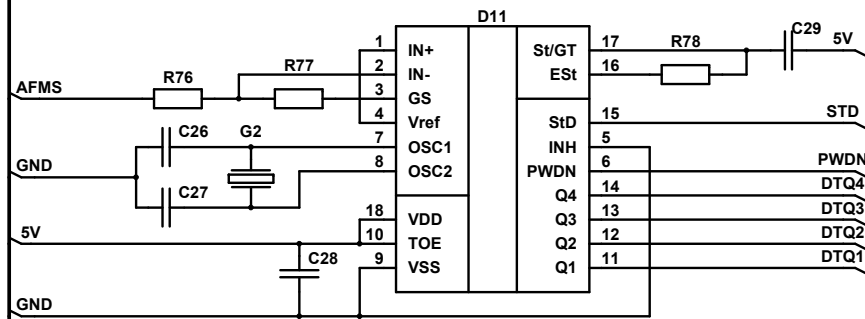 D11
C29
1 IN+ St/GT 17 R78 5V
2 IN- ESt 16
R76 R77
AFMS 3 GS
4 Vref StD 15 STD
C26 G2 7 OSC1 INH 5
GND 8 OSC2 PWDN 6 PWDN
C27 Q4 14 DTQ4
18 VDD Q3 13 DTQ3
5V 10 TOE Q2 12 DTQ2
C28 9 VSS Q1 11 DTQ1
GND